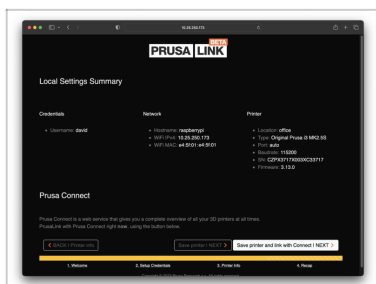 10.25.250.173
PRUSA LINK
BETA
Local Settings Summary
Credentials
Username: david
Network
Hostname: raspberrypi
WiFi IPv4: 10.25.250.173
WiFi MAC: e4:5f:01:e4:5f:01
Printer
Location: office
Type: Original Prusa i3 MK2.5S
Port: auto
Baudrate: 115200
SN: CZPX3717X003XC33717
Firmware: 3.13.0
Prusa Connect
Prusa Connect is a web service that gives you a complete overview of all your 3D printers at all times.
PrusaLink with Prusa Connect right now, using the button below.
BACK | Printer Info
Save printer | NEXT
Save printer and link with Connect | NEXT
1. Welcome
2. Setup Credentials
3. Printer Info
4. Recap